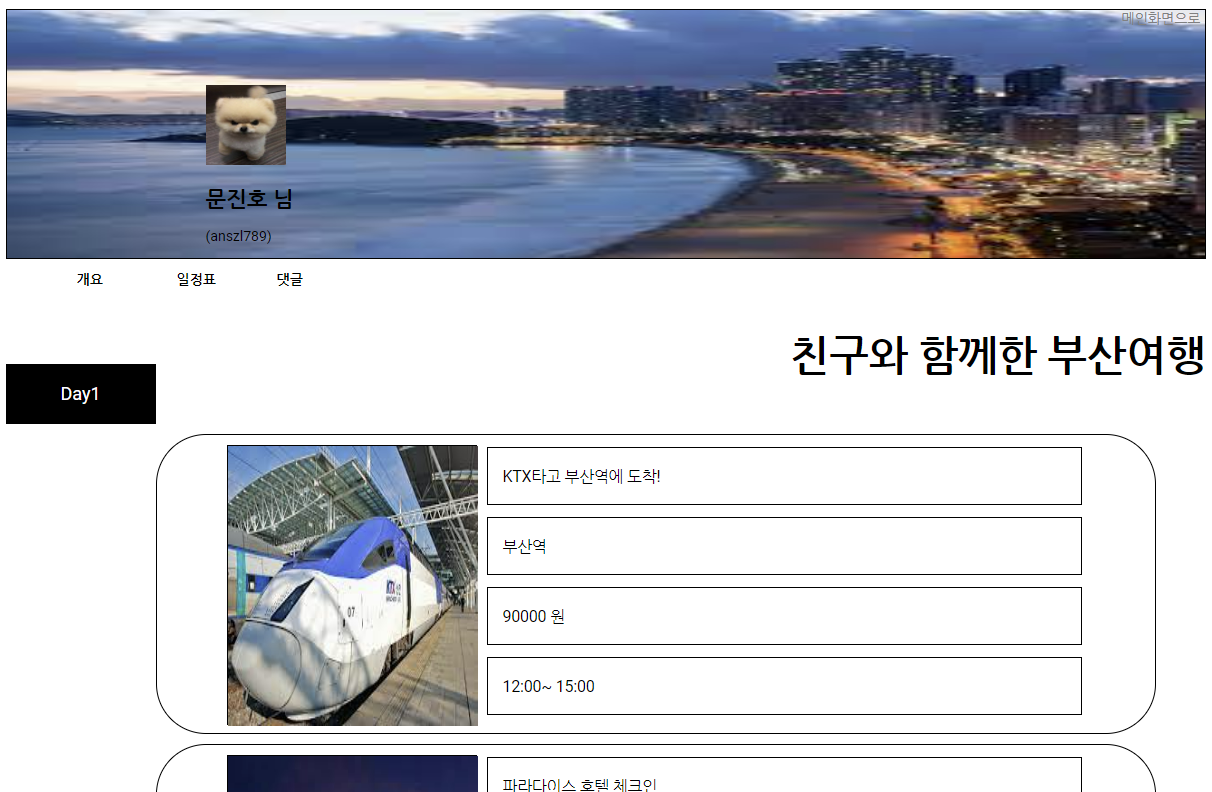 메인화면으로
문진호 님
(anszl789)
개요 일정표 댓글
친구와 함께한 부산여행
Day1
KTX타고 부산역에 도착!
부산역
90000 원
12:00~ 15:00
KTX
07
파라다이스 호텔 체크인